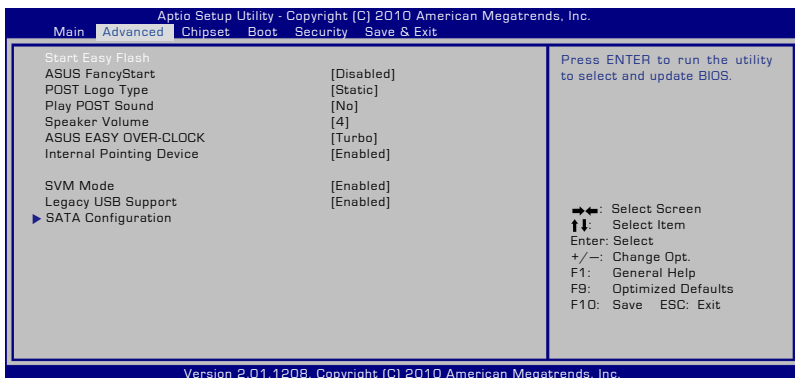 Aptio Setup Utility - Copyright (C) 2010 American Megatrends, Inc.
Main Advanced Chipset Boot Security Save & Exit
Start Easy Flash
ASUS FancyStart [Disabled]
POST Logo Type [Static]
Play POST Sound [No]
Speaker Volume [4]
ASUS EASY OVER-CLOCK [Turbo]
Internal Pointing Device [Enabled]
SVM Mode [Enabled]
Legacy USB Support [Enabled]
SATA Configuration
Press ENTER to run the utility
to select and update BIOS.
→←: Select Screen
↑↓: Select Item
Enter: Select
+/—: Change Opt.
F1: General Help
F9: Optimized Defaults
F10: Save ESC: Exit
Version 2.01.1208. Copyright (C) 2010 American Megatrends, Inc.